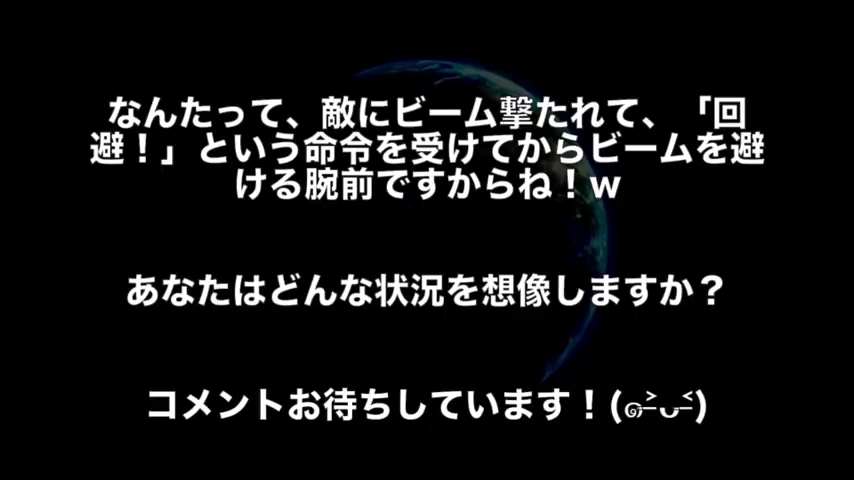 なんたって、敵にビーム撃たれて、「回
避！」という命令を受けてからビームを避
ける腕前ですからね！w
あなたはどんな状況を想像しますか？
コメントお待ちしています！(๑˃̶͈̀ᴗ˂̶͈́)